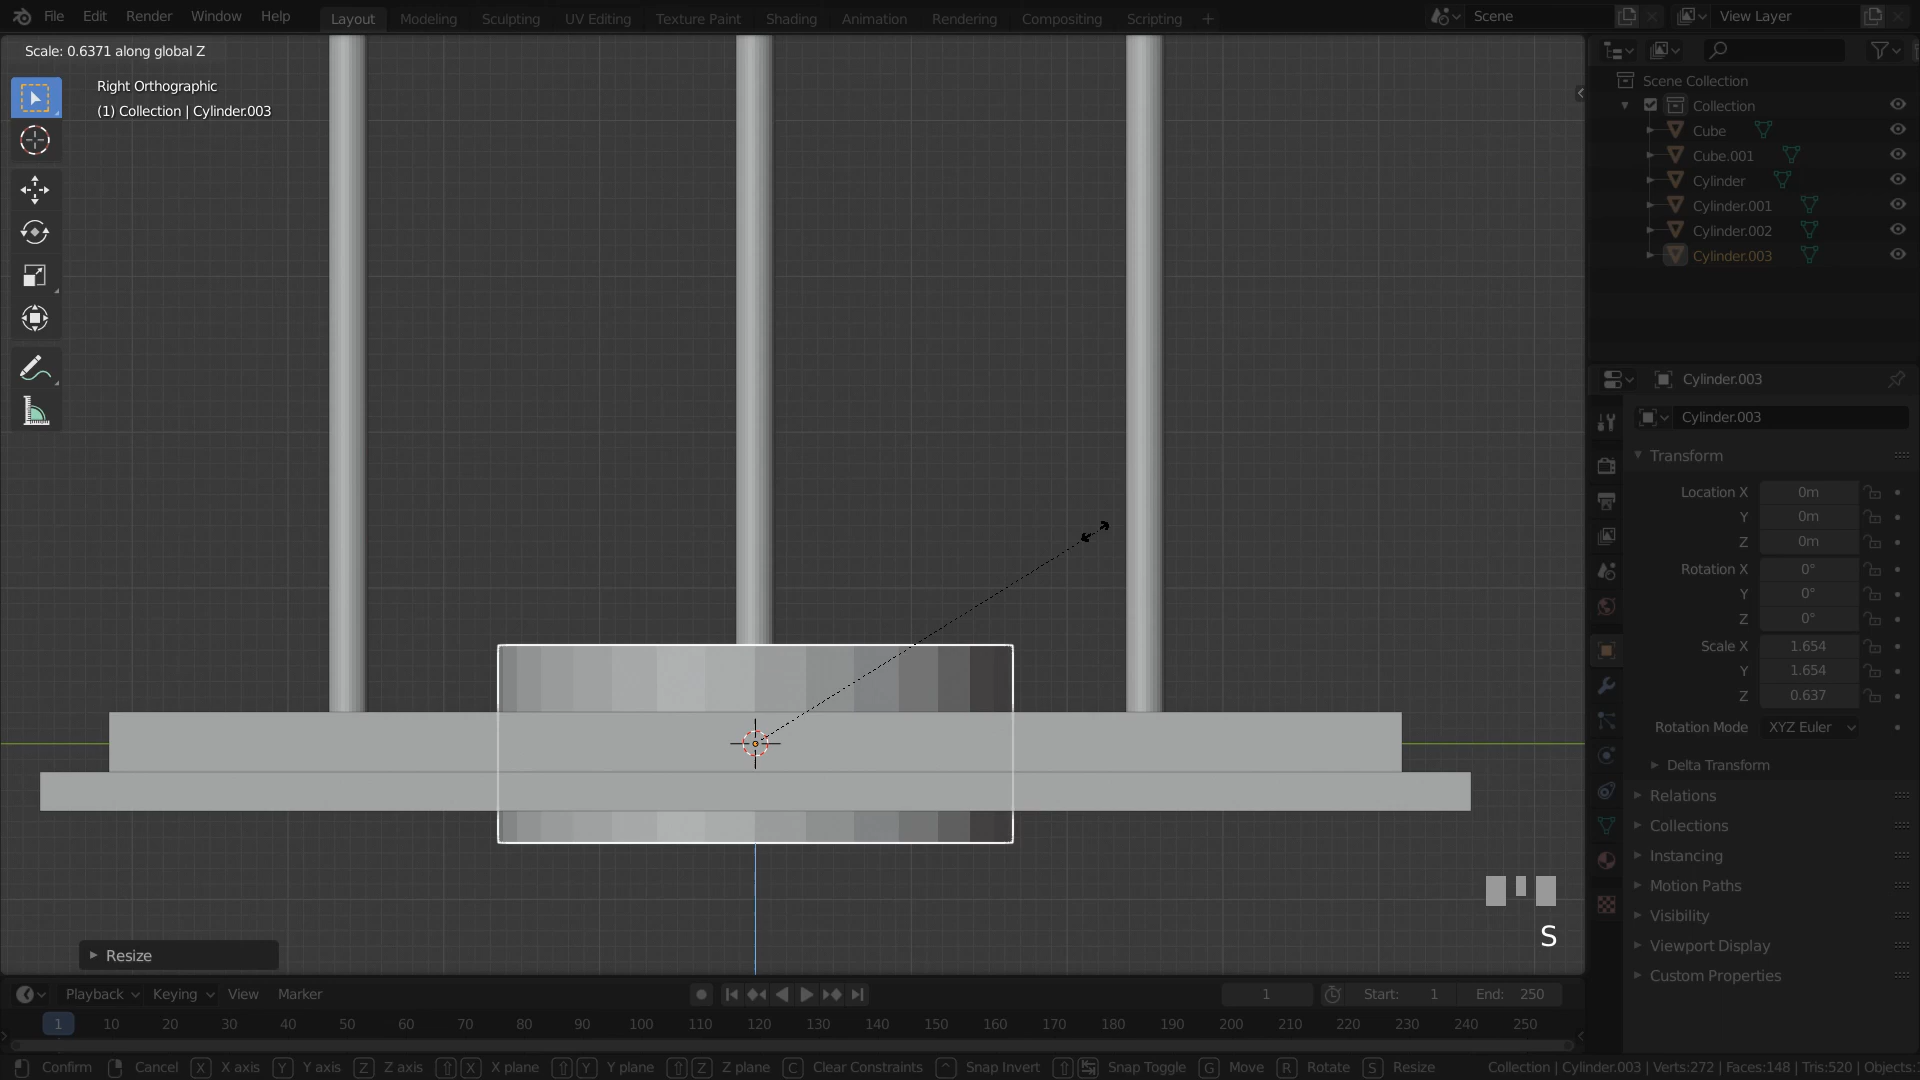 File Edit Render Window Help Layout Modeling Sculpting UV Editing Texture Paint Shading Animation Rendering Compositing Scripting + Scene View Layer
Scale: 0.6371 along global Z
Right Orthographic
(1) Collection | Cylinder.003
Scene Collection
Collection
Cube
Cube.001
Cylinder
Cylinder.001
Cylinder.002
Cylinder.003
Cylinder.003
Cylinder.003
Transform
Location X 0m
Y 0m
Z 0m
Rotation X 0°
Y 0°
Z 0°
Scale X 1.654
Y 1.654
Z 0.637
Rotation Mode XYZ Euler
Delta Transform
Relations
Collections
Instancing
Motion Paths
Visibility
Viewport Display
Custom Properties
S
Resize
Playback Keying View Marker 1 Start: 1 End: 250
1 10 20 30 40 50 60 70 80 90 100 110 120 130 140 150 160 170 180 190 200 210 220 230 240 250
Confirm Cancel X X axis Y Y axis Z Z axis X X plane Y Y plane Z Z plane C Clear Constraints ^ Snap Invert Snap Toggle G Move R Rotate S Resize Collection | Cylinder.003 | Verts:272 | Faces:148 | Tris:520 | Objects: